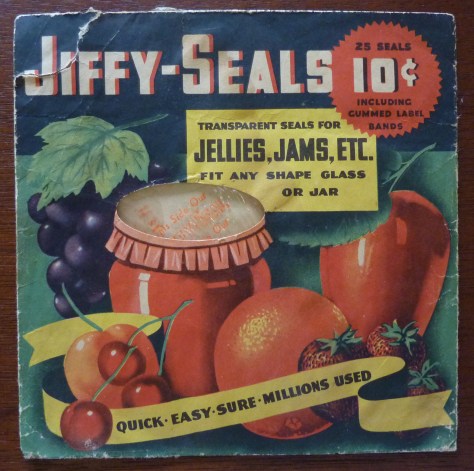 JIFFY-SEALS
25 SEALS
10¢
INCLUDING
GUMMED LABEL
BANDS
TRANSPARENT SEALS FOR
JELLIES, JAMS, ETC.
FIT ANY SHAPE GLASS
OR JAR
QUICK · EASY · SURE · MILLIONS USED